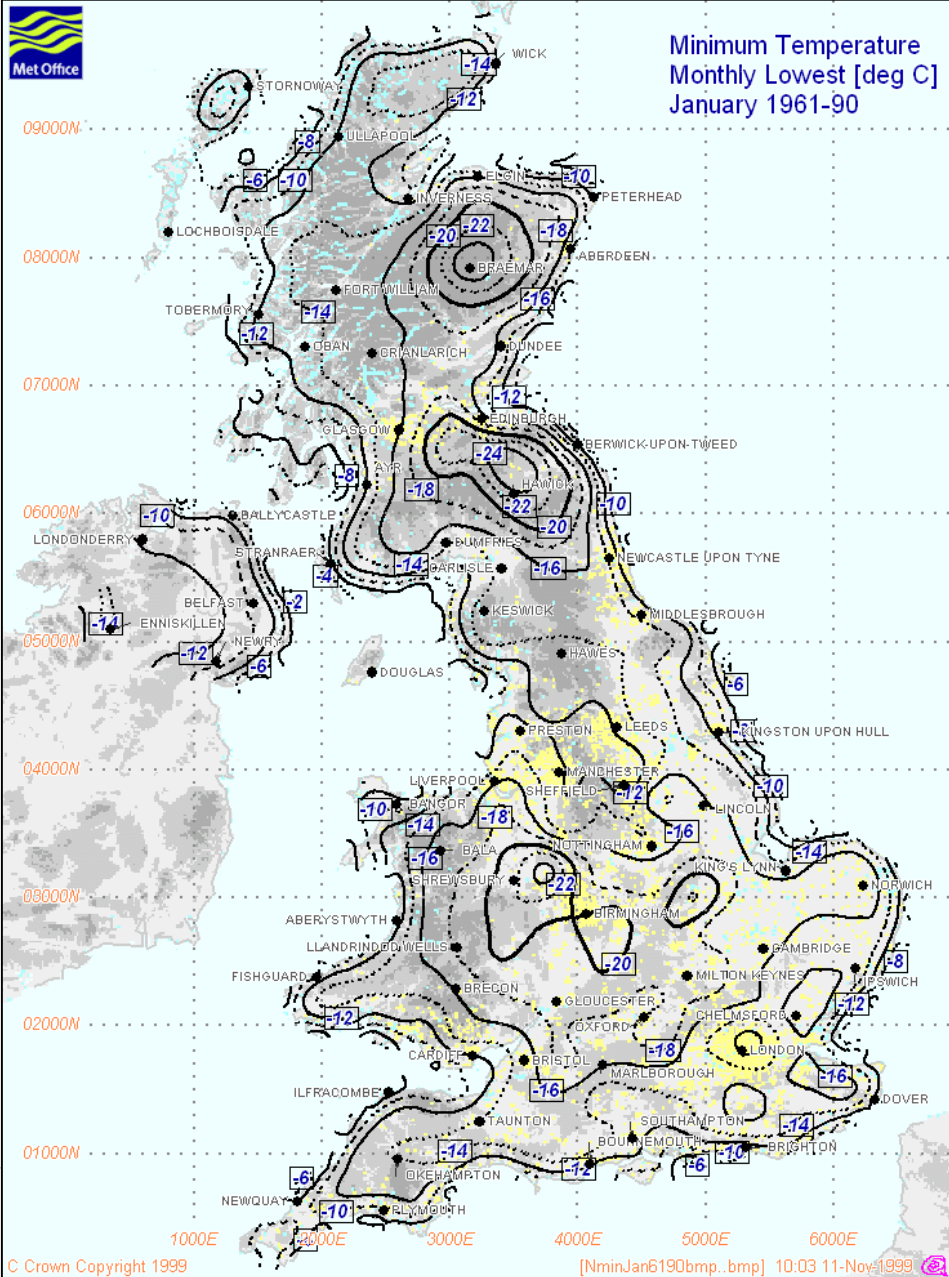 Met Office
Minimum Temperature
Monthly Lowest [deg C]
January 1961-90
WICK
-14
STORNOWAY
-12
09000N
-8
ULLAPOOL
-6
-10
ELGIN
-10
INVERNESS
PETERHEAD
LOCHBOISDALE
-20
-22
-18
08000N
BRAEMAR
ABERDEEN
FORT WILLIAM
-16
TOBERMORY
-14
-12
OBAN
CRIANLARICH
DUNDEE
07000N
-12
EDINBURGH
GLASGOW
BERWICK-UPON-TWEED
-24
-8
AYR
-18
HAWICK
-22
-10
06000N
-10
BALLYCASTLE
-20
LONDONDERRY
DUMFRIES
STRANRAER
-14
CARLISLE
-16
NEWCASTLE UPON TYNE
-4
BELFAST
-2
KESWICK
MIDDLESBROUGH
-14
ENNISKILLEN
05000N
NEWRY
-12
-6
HAWES
DOUGLAS
-6
PRESTON
LEEDS
KINGSTON UPON HULL
04000N
MANCHESTER
LIVERPOOL
SHEFFIELD
-12
-10
-10
BANGOR
LINCOLN
-14
-18
-16
-16
BALA
NOTTINGHAM
-14
KING'S LYNN
SHREWSBURY
-22
NORWICH
03000N
ABERYSTWYTH
BIRMINGHAM
LLANDRINDOD WELLS
CAMBRIDGE
-20
-8
FISHGUARD
MILTON KEYNES
IPSWICH
BRECON
GLOUCESTER
-12
CHELMSFORD
-12
02000N
OXFORD
CARDIFF
BRISTOL
-18
LONDON
MARLBOROUGH
-16
-16
ILFRACOMBE
DOVER
TAUNTON
SOUTHAMPTON
-14
BOURNEMOUTH
01000N
-14
-12
-10
BRIGHTON
-6
OKEHAMPTON
-6
NEWQUAY
-10
PLYMOUTH
1000E
2000E
3000E
4000E
5000E
6000E
C Crown Copyright 1999
[NminJan6190bmp..bmp] 10:03 11-Nov-1999